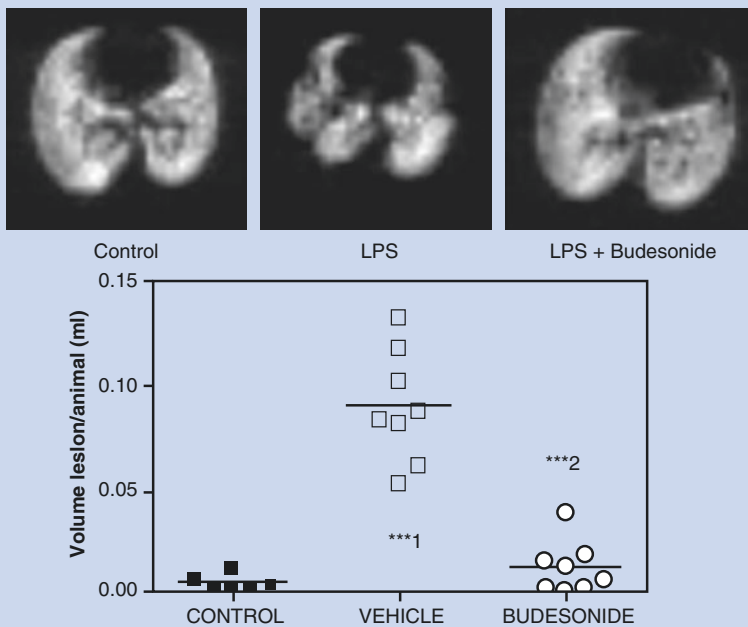 Control LPS LPS + Budesonide
Volume leslon/animal (ml)
0.15
0.10
0.05
0.00
***1
***2
CONTROL VEHICLE BUDESONIDE